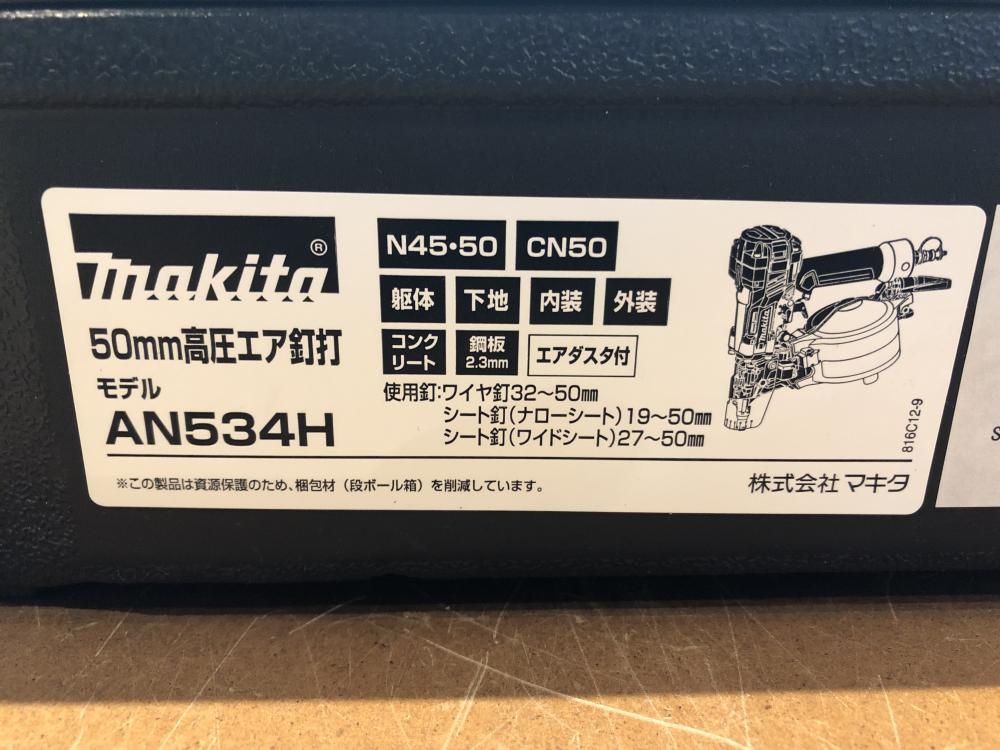 makita®
50mm高圧エア釘打
モデル
AN534H
N45・50 CN50
躯体 下地 内装 外装
コンクリート 鋼板2.3mm エアダスタ付
使用釘:ワイヤ釘32〜50mm
シート釘(ナローシート)19〜50mm
シート釘(ワイドシート)27〜50mm
makita
816C12-9
※この製品は資源保護のため、梱包材(段ボール箱)を削減しています。
株式会社マキタ
S